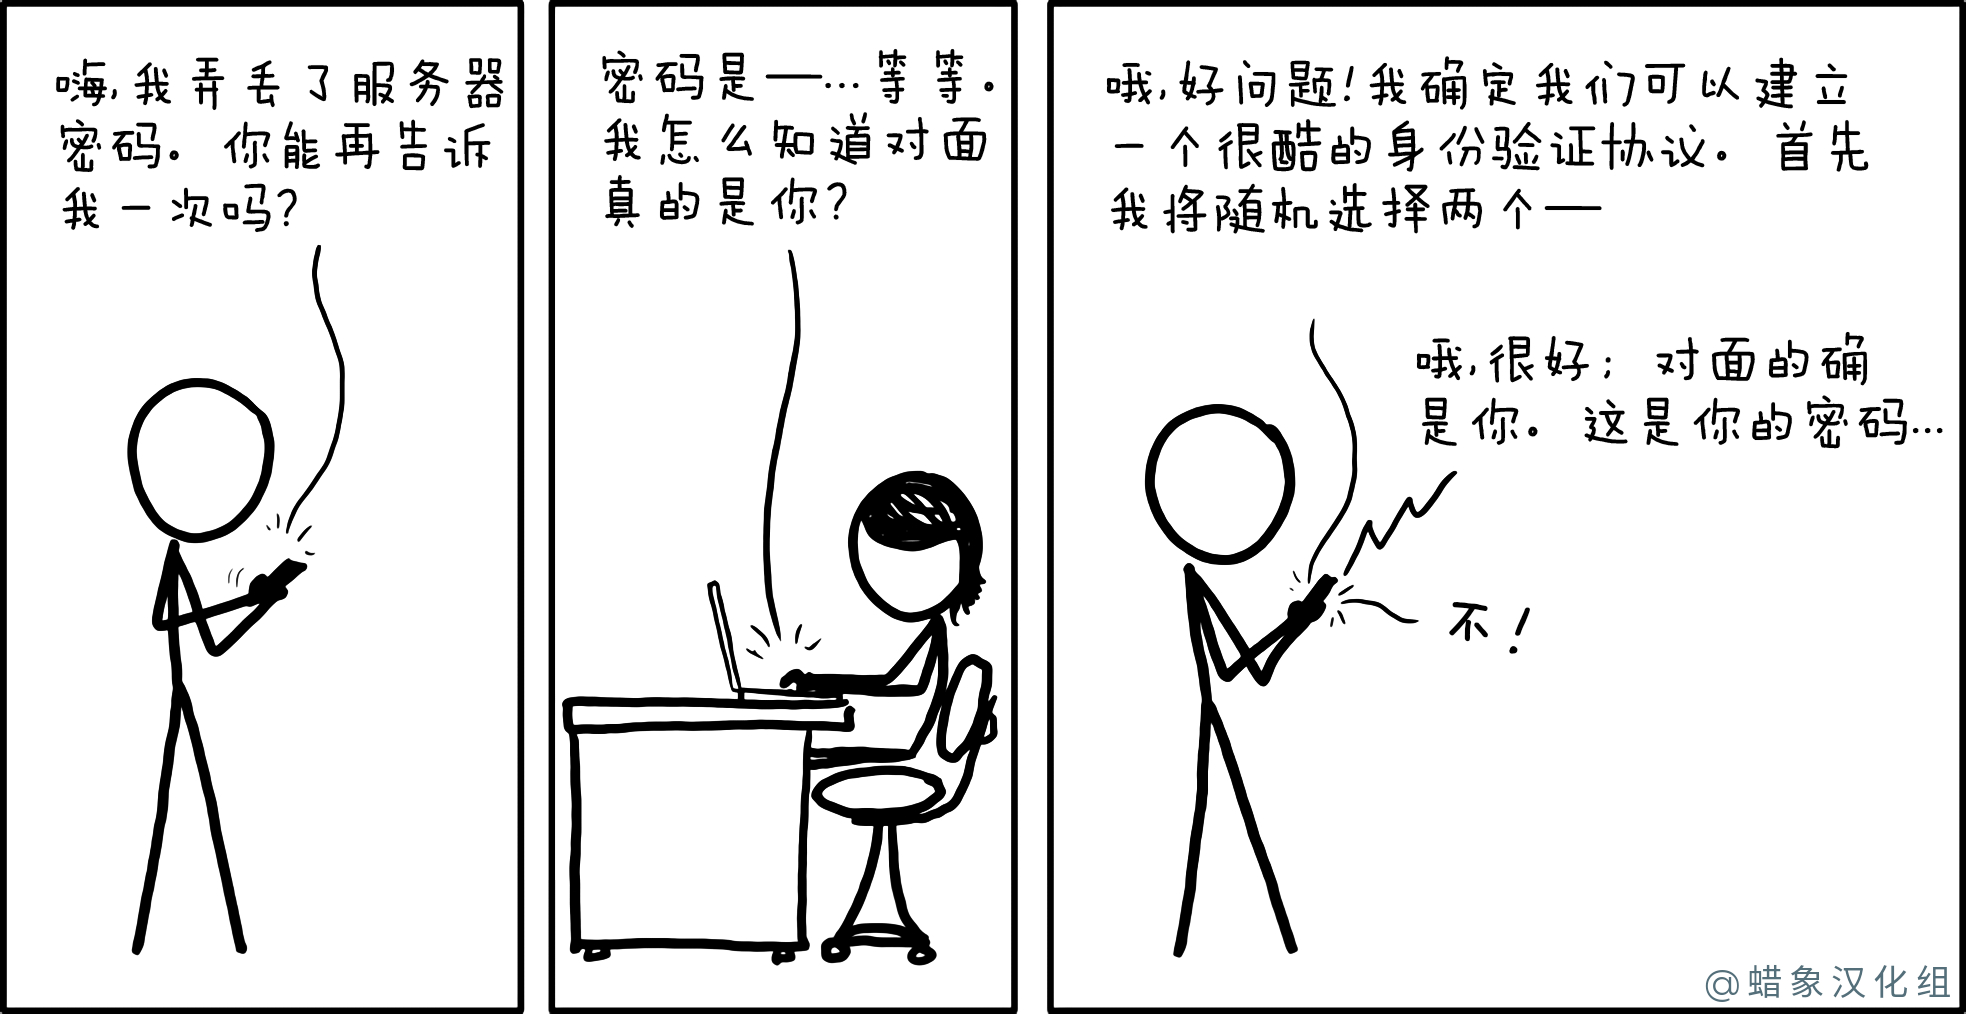 嗨,我弄丢了服务器
密码。你能再告诉
我一次吗?
密码是——…等等。
我怎么知道对面
真的是你?
哦,好问题!我确定我们可以建立
一个很酷的身份验证协议。首先
我将随机选择两个——
哦,很好;对面的确
是你。这是你的密码…
不!
@蜡象汉化组